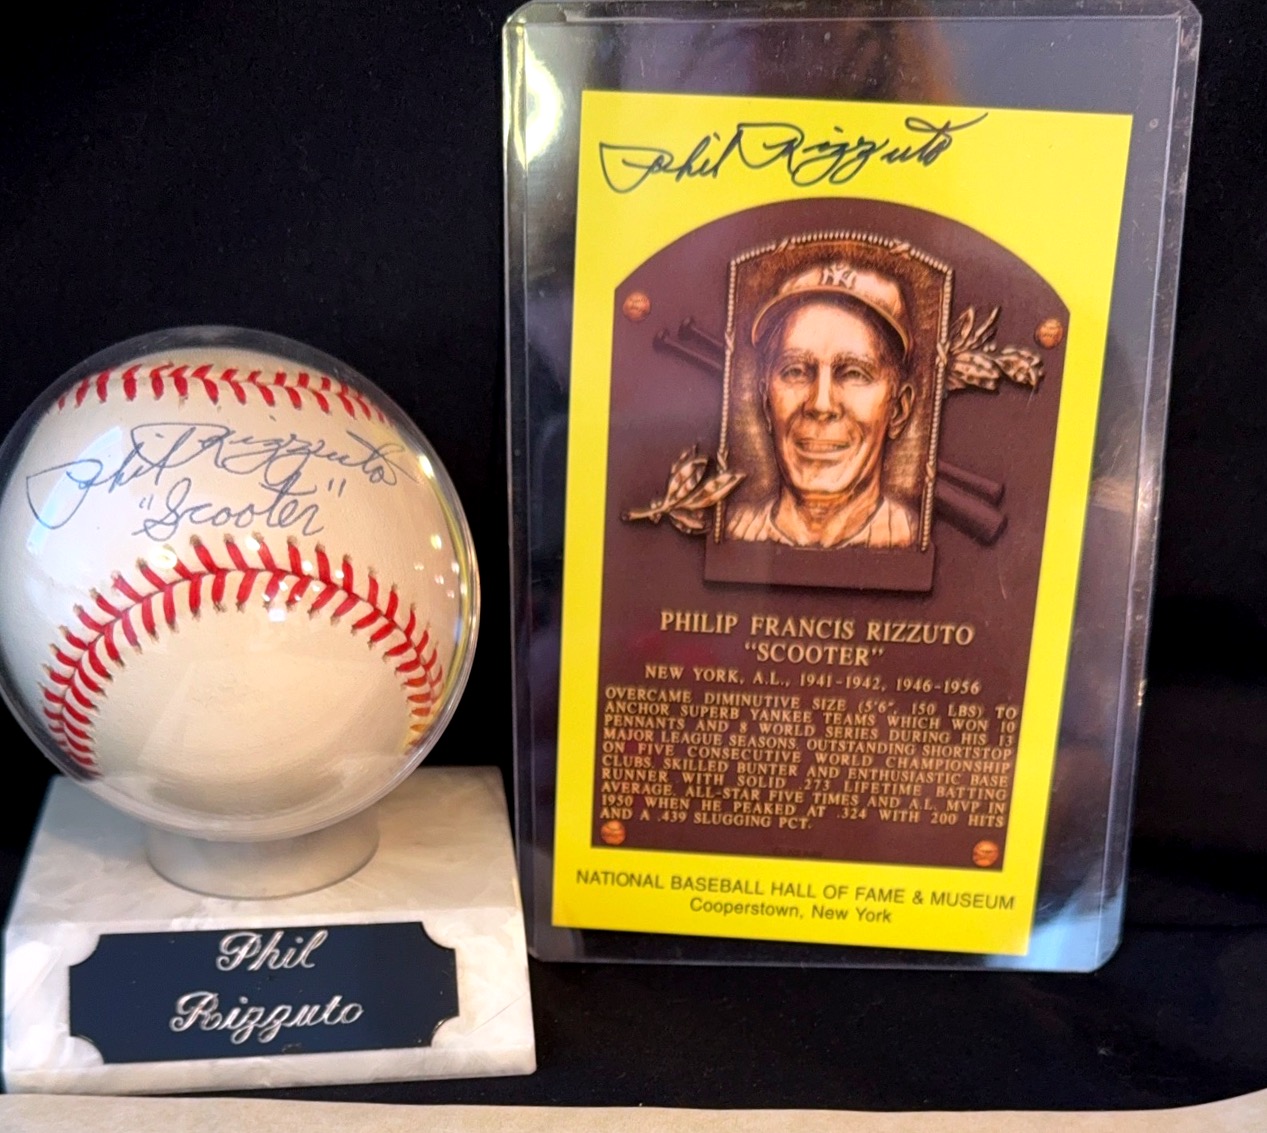 Phil Rizzuto
"Scooter"
Phil
Rizzuto
Phil Rizzuto
NY
PHILIP FRANCIS RIZZUTO
"SCOOTER"
NEW YORK, A.L., 1941-1942, 1946-1956
OVERCAME DIMINUTIVE SIZE (5'6", 150 LBS) TO
ANCHOR SUPERB YANKEE TEAMS WHICH WON 10
PENNANTS AND 8 WORLD SERIES DURING HIS 13
MAJOR LEAGUE SEASONS. OUTSTANDING SHORTSTOP
ON FIVE CONSECUTIVE WORLD CHAMPIONSHIP
CLUBS. SKILLED BUNTER AND ENTHUSIASTIC BASE
RUNNER WITH SOLID .273 LIFETIME BATTING
AVERAGE. ALL-STAR FIVE TIMES AND A.L. MVP IN
1950 WHEN HE PEAKED AT .324 WITH 200 HITS
AND A .439 SLUGGING PCT.
NATIONAL BASEBALL HALL OF FAME & MUSEUM
Cooperstown, New York